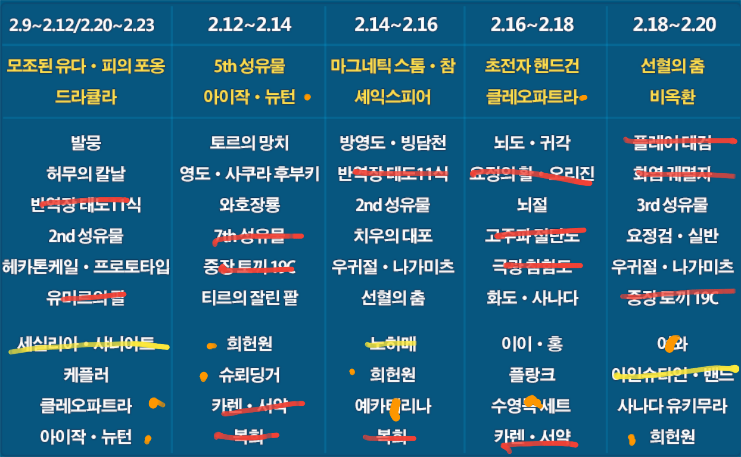 2.9~2.12/2.20~2.23 2.12~2.14 2.14~2.16 2.16~2.18 2.18~2.20
모조된 유다・피의 포옹 5th 성유물 마그네틱 스톰・참 초전자 핸드건 선혈의 춤
드라큘라 아이작・뉴턴 셰익스피어 클레오파트라 비옥환
발뭉 토르의 망치 방영도・빙담천 뇌도・귀각 플레이어 태검
허무의 칼날 영도・사쿠라 후부키 반역장 태도11식 요정의 활・오리진 화염 궤멸자
반역장 태도11식 와호장룡 2nd 성유물 뇌절 3rd 성유물
2nd 성유물 7th 성유물 치우의 대포 고주파 절단도 요정검・실반
헤카톤케일・프로토타입 중장 토끼 19C 우귀절・나가미츠 극광 험험도 우귀절・나가미츠
유미르의 팔 티르의 잘린 팔 선혈의 춤 화도・사나다 중장 토끼 19C
세실리아・샤니아트 희헌원 노히메 이이・홍
케플러 슈뢰딩거 희헌원 플랑크 아인슈타인・밴드
클레오파트라 카렌・서약 예카테리나 수영복 세트 사나다 유키무라
아이작・뉴턴 복희 복희 카렌・서약 희헌원